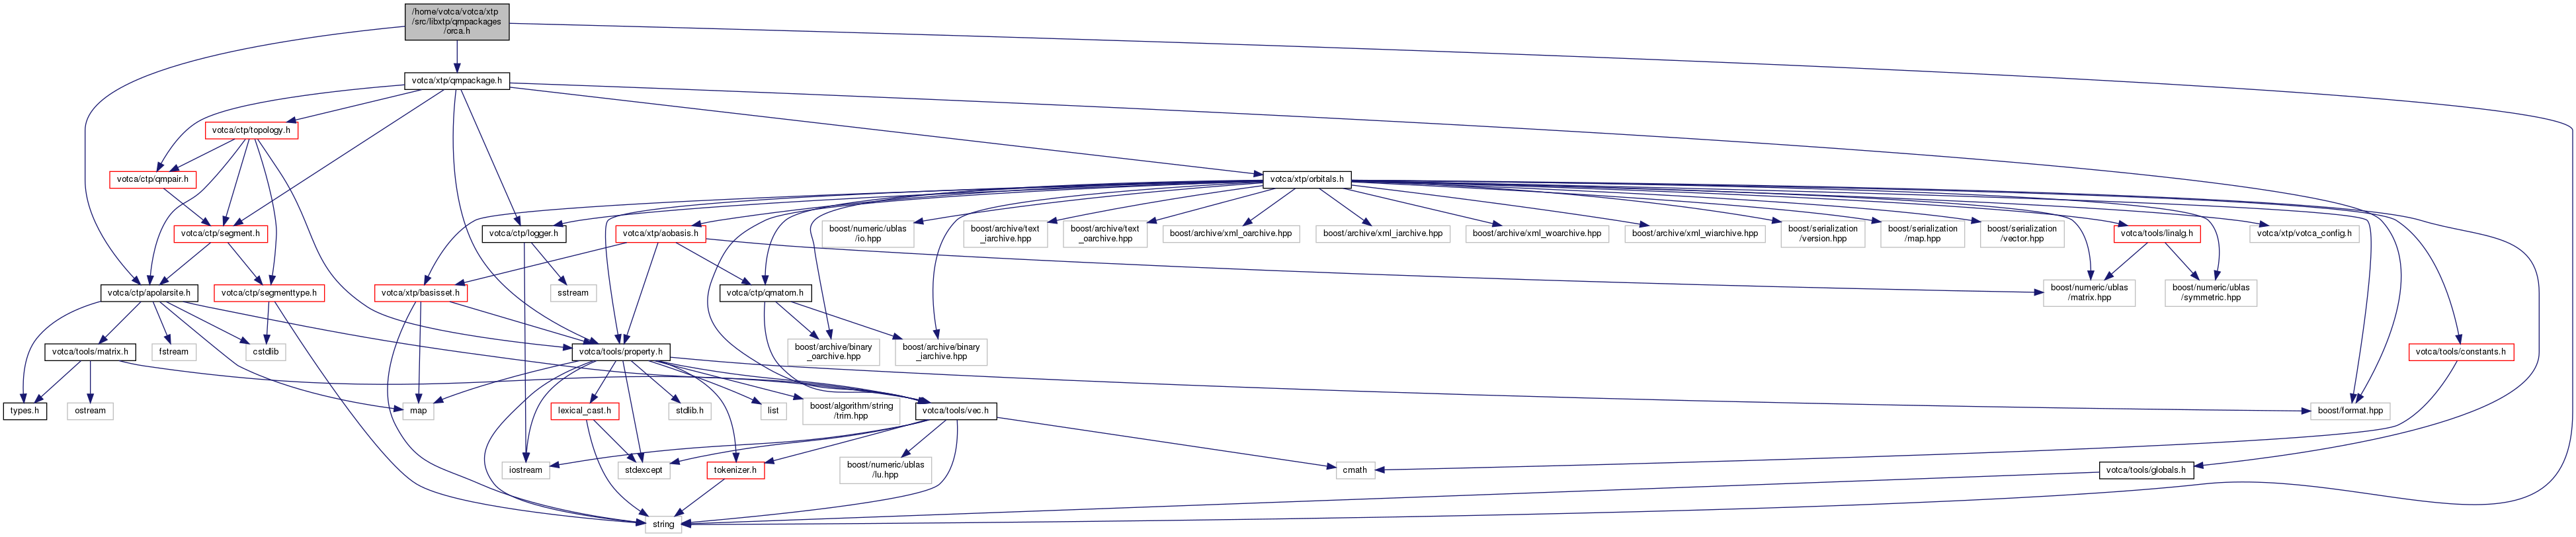 /home/votca/votca/xtp
/src/libxtp/qmpackages
/orca.h
votca/xtp/qmpackage.h
votca/ctp/topology.h
votca/ctp/qmpair.h
votca/xtp/orbitals.h
votca/ctp/segment.h
votca/ctp/logger.h
votca/xtp/aobasis.h
boost/numeric/ublas
/io.hpp
boost/archive/text
_iarchive.hpp
boost/archive/text
_oarchive.hpp
boost/archive/xml_oarchive.hpp
boost/archive/xml_iarchive.hpp
boost/archive/xml_woarchive.hpp
boost/archive/xml_wiarchive.hpp
boost/serialization
/version.hpp
boost/serialization
/map.hpp
boost/serialization
/vector.hpp
votca/tools/linalg.h
votca/xtp/votca_config.h
votca/ctp/apolarsite.h
votca/ctp/segmenttype.h
votca/xtp/basisset.h
sstream
votca/ctp/qmatom.h
boost/numeric/ublas
/matrix.hpp
boost/numeric/ublas
/symmetric.hpp
votca/tools/matrix.h
fstream
cstdlib
votca/tools/property.h
boost/archive/binary
_oarchive.hpp
boost/archive/binary
_iarchive.hpp
votca/tools/constants.h
types.h
ostream
map
lexical_cast.h
stdlib.h
list
boost/algorithm/string
/trim.hpp
votca/tools/vec.h
boost/format.hpp
iostream
stdexcept
tokenizer.h
boost/numeric/ublas
/lu.hpp
cmath
votca/tools/globals.h
string